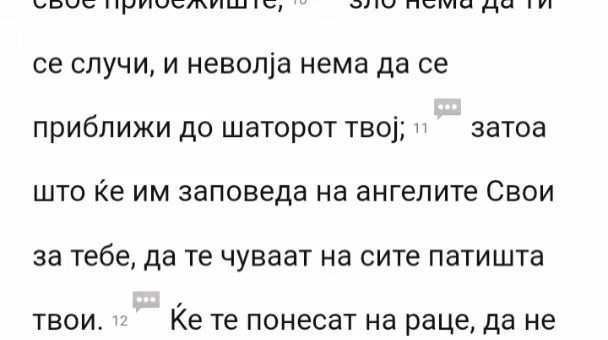 свое прибежиште; 10 зло нема да ти
се случи, и неволја нема да се
приближи до шаторот твој; 11 затоа
што ќе им заповеда на ангелите Свои
за тебе, да те чуваат на сите патишта
твои. 12 Ќе те понесат на раце, да не